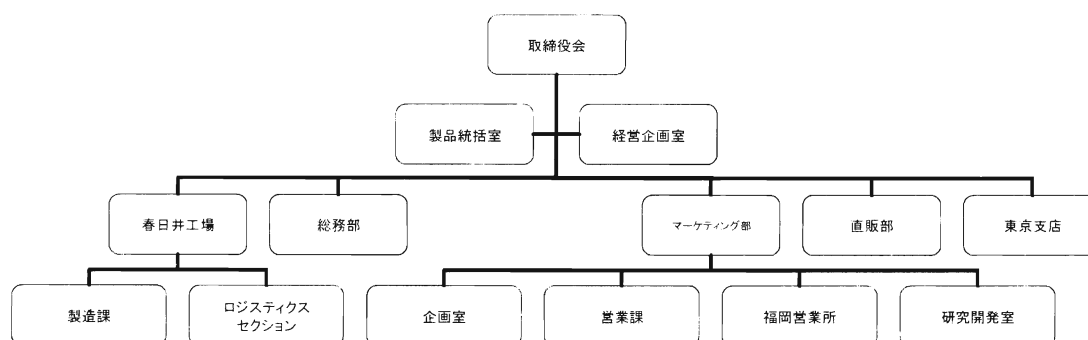 取締役会
製品統括室
経営企画室
春日井工場
総務部
マーケティング部
直販部
東京支店
製造課
ロジスティクス
セクション
企画室
営業課
福岡営業所
研究開発室